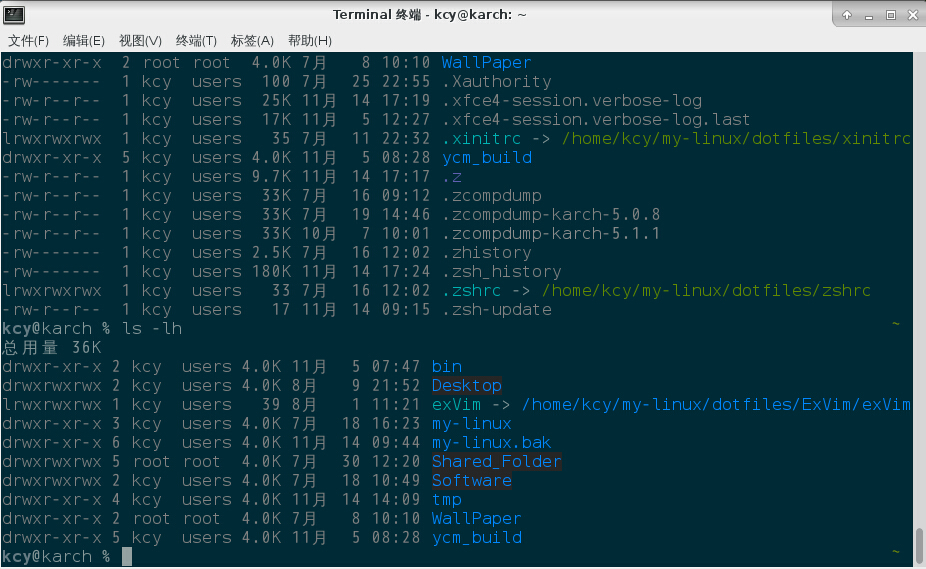 Terminal 终端 - kcy@karch: ~
文件(F) 编辑(E) 视图(V) 终端(T) 标签(A) 帮助(H)
drwxr-xr-x  2 root root  4.0K 7月   8 10:10 WallPaper
-rw-------  1 kcy  users  100 7月  25 22:55 .Xauthority
-rw-r--r--  1 kcy  users  25K 11月 14 17:19 .xfce4-session.verbose-log
-rw-r--r--  1 kcy  users  17K 11月  5 12:27 .xfce4-session.verbose-log.last
lrwxrwxrwx  1 kcy  users   35 7月  11 22:32 .xinitrc -> /home/kcy/my-linux/dotfiles/xinitrc
drwxr-xr-x  5 kcy  users 4.0K 11月  5 08:28 ycm_build
-rw-r--r--  1 kcy  users 9.7K 11月 14 17:17 .z
-rw-r--r--  1 kcy  users  33K 7月  16 09:12 .zcompdump
-rw-r--r--  1 kcy  users  33K 7月  19 14:46 .zcompdump-karch-5.0.8
-rw-r--r--  1 kcy  users  33K 10月  7 10:01 .zcompdump-karch-5.1.1
-rw-------  1 kcy  users 2.5K 7月  16 12:02 .zhistory
-rw-------  1 kcy  users 180K 11月 14 17:24 .zsh_history
lrwxrwxrwx  1 kcy  users   33 7月  16 12:02 .zshrc -> /home/kcy/my-linux/dotfiles/zshrc
-rw-r--r--  1 kcy  users   17 11月 14 09:15 .zsh-update
kcy@karch % ls -lh ~
总用量 36K
drwxr-xr-x 2 kcy  users 4.0K 11月  5 07:47 bin
drwxrwxrwx 2 kcy  users 4.0K 8月   9 21:52 Desktop
lrwxrwxrwx 1 kcy  users   39 8月   1 11:21 exVim -> /home/kcy/my-linux/dotfiles/ExVim/exVim
drwxr-xr-x 3 kcy  users 4.0K 7月  18 16:23 my-linux
drwxr-xr-x 6 kcy  users 4.0K 11月 14 09:44 my-linux.bak
drwxrwxrwx 5 root root  4.0K 7月  30 12:20 Shared_Folder
drwxrwxrwx 2 kcy  users 4.0K 7月  18 10:49 Software
drwxr-xr-x 4 kcy  users 4.0K 11月 14 14:09 tmp
drwxr-xr-x 2 root root  4.0K 7月   8 10:10 WallPaper
drwxr-xr-x 5 kcy  users 4.0K 11月  5 08:28 ycm_build
kcy@karch % ~